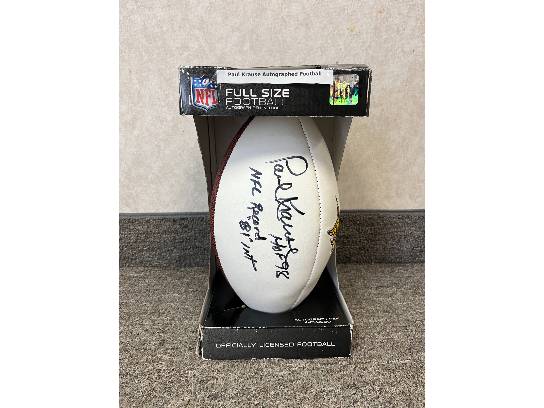 Paul Krause Autographed Football
NFL
FULL SIZE
FOOTBALL
Paul Krause
HOF 98
NFL Record
"81" INT
OFFICIALLY LICENSED FOOTBALL